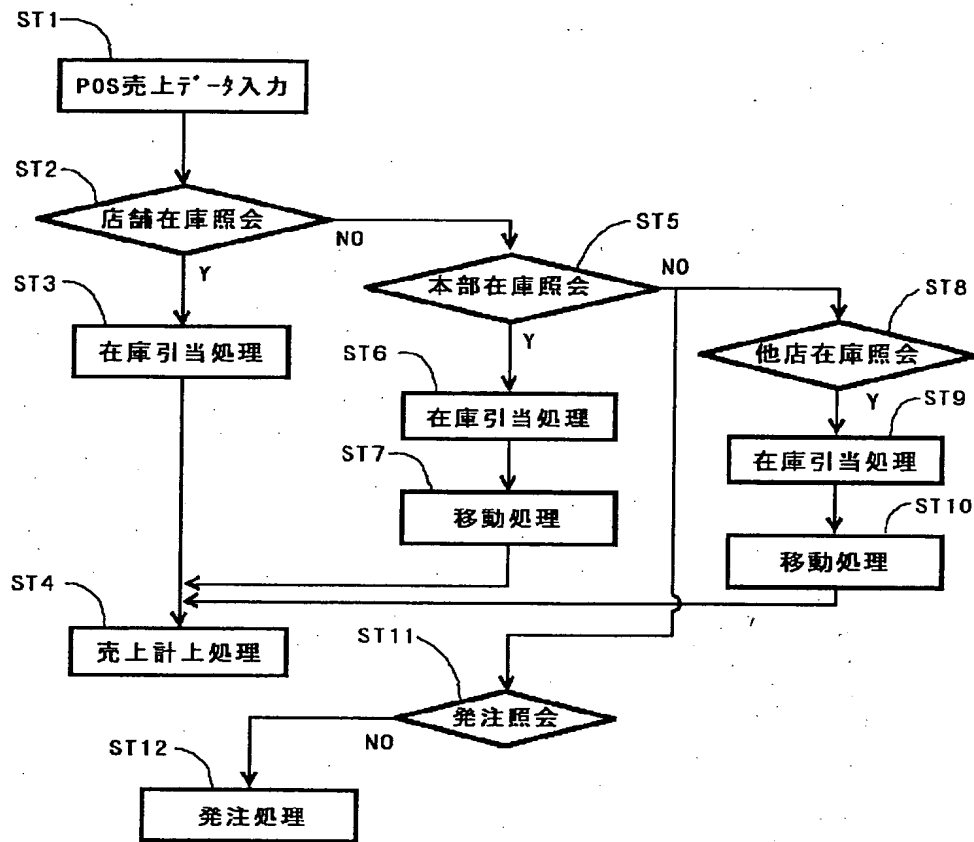 ST1
POS売上ﾃﾞｰﾀ入力
ST2
店舗在庫照会
NO
Y
ST3
在庫引当処理
ST5
本部在庫照会
NO
Y
ST6
在庫引当処理
ST7
移動処理
ST8
他店在庫照会
Y
ST9
在庫引当処理
ST10
移動処理
ST4
売上計上処理
ST11
発注照会
NO
ST12
発注処理